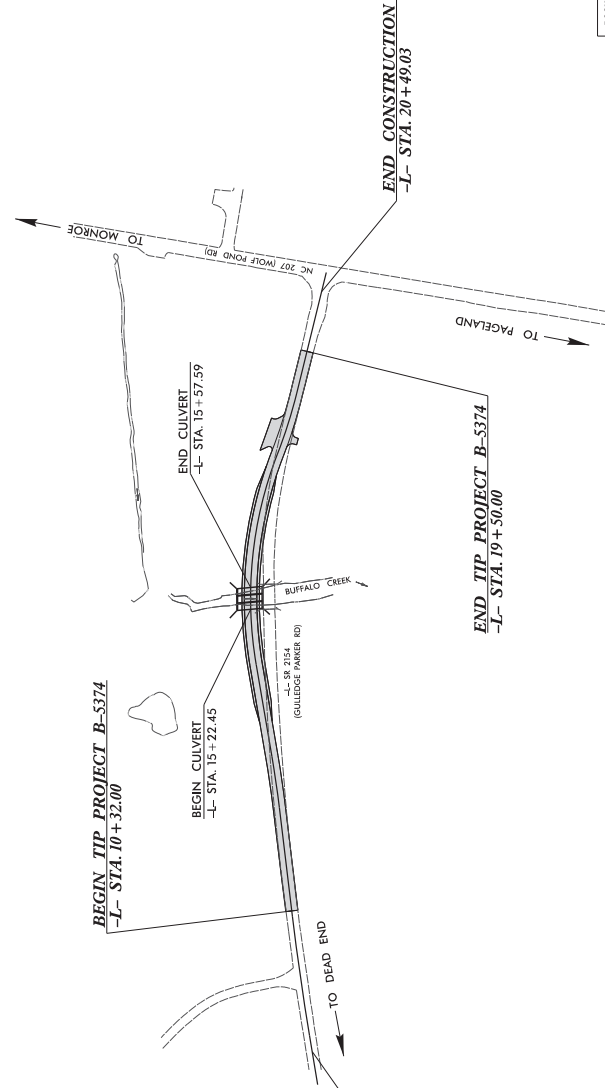 END CONSTRUCTION
–L– STA. 20+49.03
TO MONROE
NC 207 (WOLF POND RD)
TO PAGELAND
END CULVERT
–L– STA. 15+57.59
END TIP PROJECT B–5374
–L– STA. 19+50.00
BUFFALO CREEK
–L– SR 2154
(GULLEDGE PARKER RD)
BEGIN CULVERT
–L– STA. 15+22.45
BEGIN TIP PROJECT B–5374
–L– STA. 10+32.00
TO DEAD END